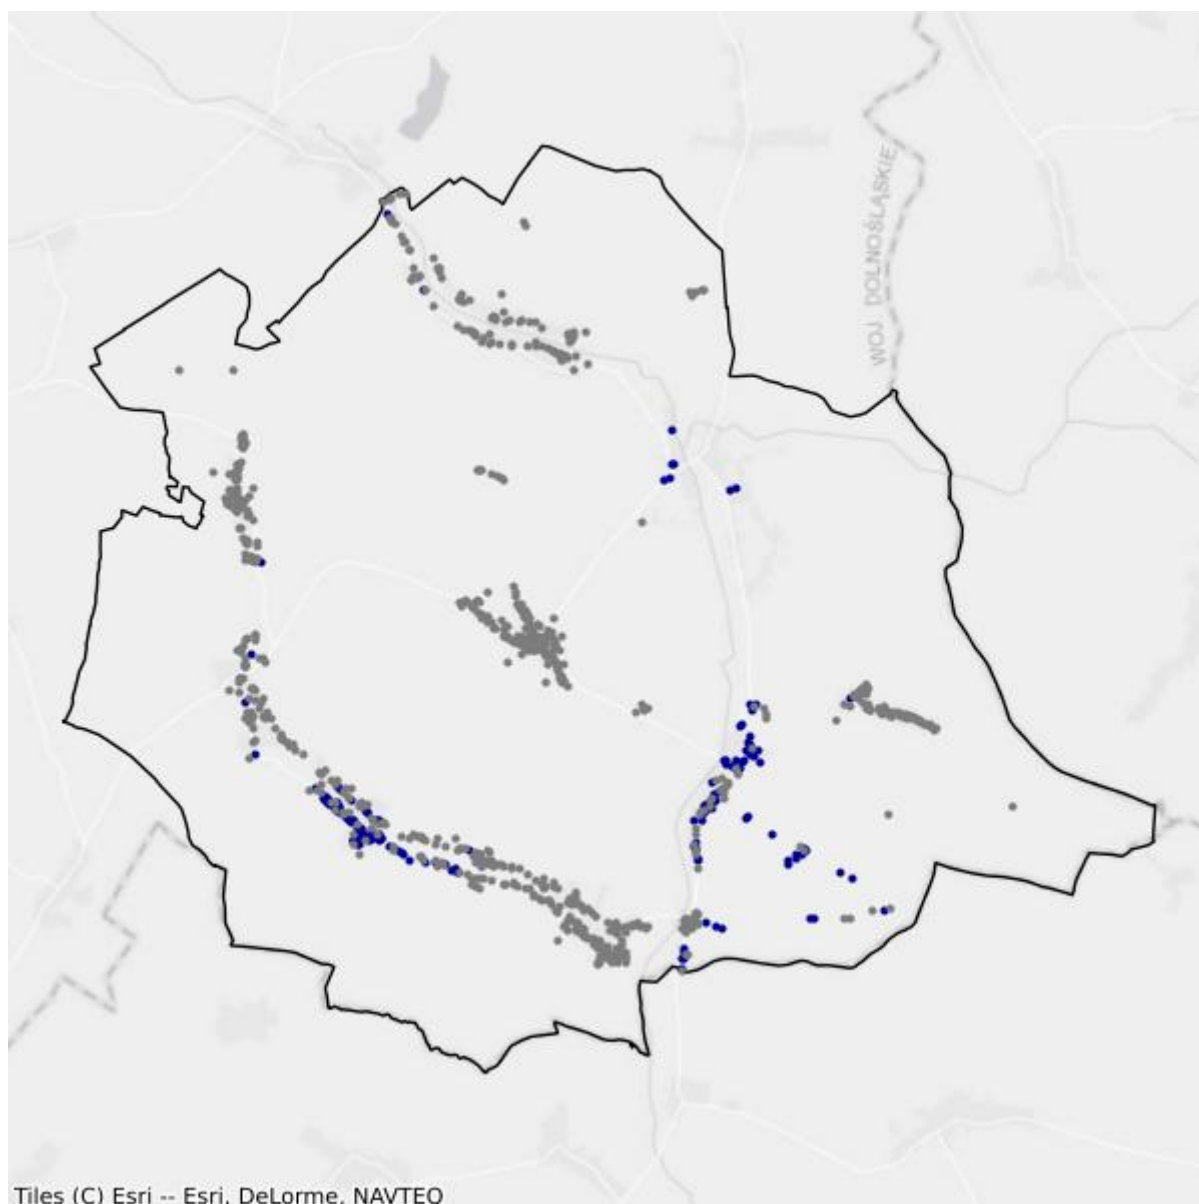 WOJ DOLNOŚLĄSKIE
Tiles (C) Esri -- Esri, DeLorme, NAVTEQ